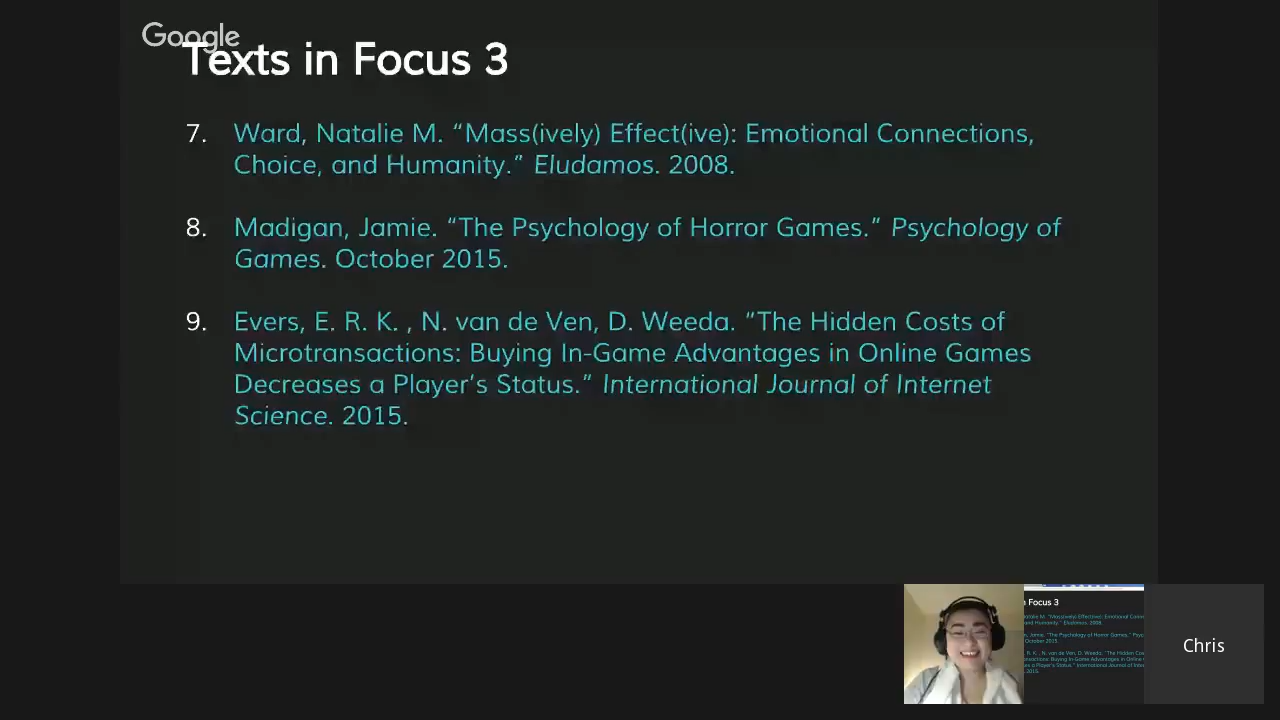 Google
Texts in Focus 3
7. Ward, Natalie M. “Mass(ively) Effect(ive): Emotional Connections,
Choice, and Humanity.” Eludamos. 2008.
8. Madigan, Jamie. “The Psychology of Horror Games.” Psychology of
Games. October 2015.
9. Evers, E. R. K. , N. van de Ven, D. Weeda. “The Hidden Costs of
Microtransactions: Buying In-Game Advantages in Online Games
Decreases a Player’s Status.” International Journal of Internet
Science. 2015.
Focus 3
Chris